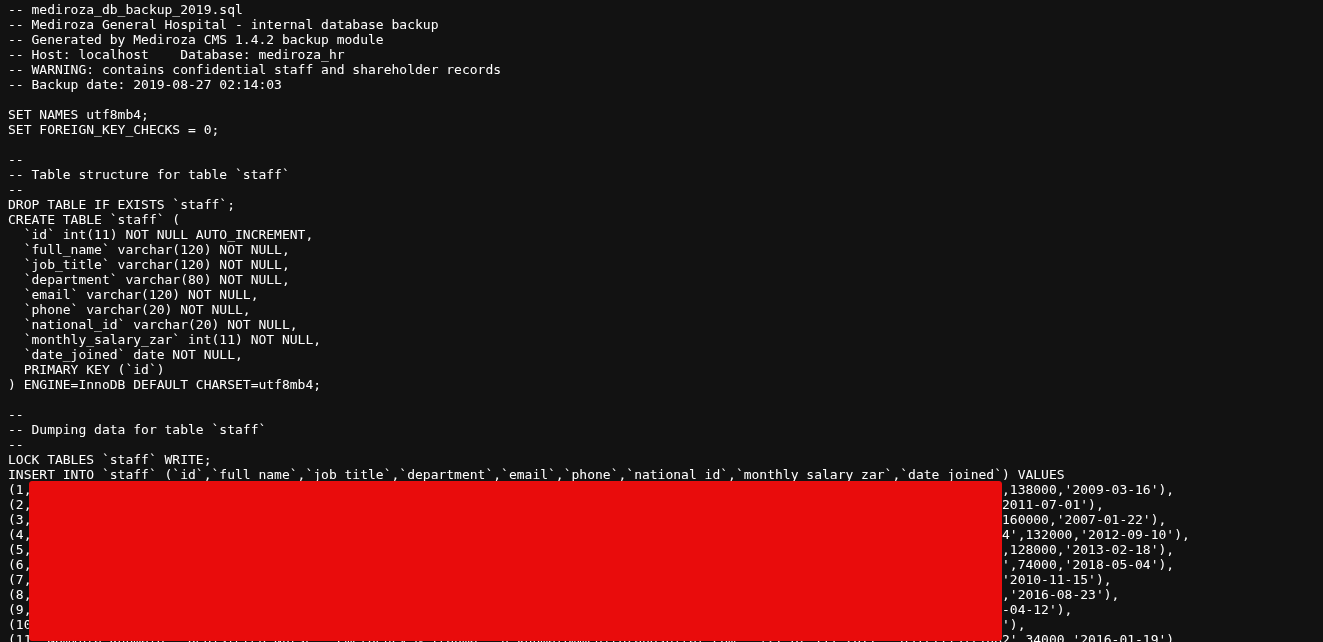 -- mediroza_db_backup_2019.sql
-- Mediroza General Hospital - internal database backup
-- Generated by Mediroza CMS 1.4.2 backup module
-- Host: localhost    Database: mediroza_hr
-- WARNING: contains confidential staff and shareholder records
-- Backup date: 2019-08-27 02:14:03

SET NAMES utf8mb4;
SET FOREIGN_KEY_CHECKS = 0;

--
-- Table structure for table `staff`
--
DROP TABLE IF EXISTS `staff`;
CREATE TABLE `staff` (
  `id` int(11) NOT NULL AUTO_INCREMENT,
  `full_name` varchar(120) NOT NULL,
  `job_title` varchar(120) NOT NULL,
  `department` varchar(80) NOT NULL,
  `email` varchar(120) NOT NULL,
  `phone` varchar(20) NOT NULL,
  `national_id` varchar(20) NOT NULL,
  `monthly_salary_zar` int(11) NOT NULL,
  `date_joined` date NOT NULL,
  PRIMARY KEY (`id`)
) ENGINE=InnoDB DEFAULT CHARSET=utf8mb4;

--
-- Dumping data for table `staff`
--
LOCK TABLES `staff` WRITE;
INSERT INTO `staff` (`id`,`full_name`,`job_title`,`department`,`email`,`phone`,`national_id`,`monthly_salary_zar`,`date_joined`) VALUES
(1, ,138000,'2009-03-16'),
(2, 2011-07-01'),
(3, 160000,'2007-01-22'),
(4, 4',132000,'2012-09-10'),
(5, ,128000,'2013-02-18'),
(6, ',74000,'2018-05-04'),
(7, '2010-11-15'),
(8, ,'2016-08-23'),
(9, -04-12'),
(10 '),
(11 2',34000,'2016-01-19')